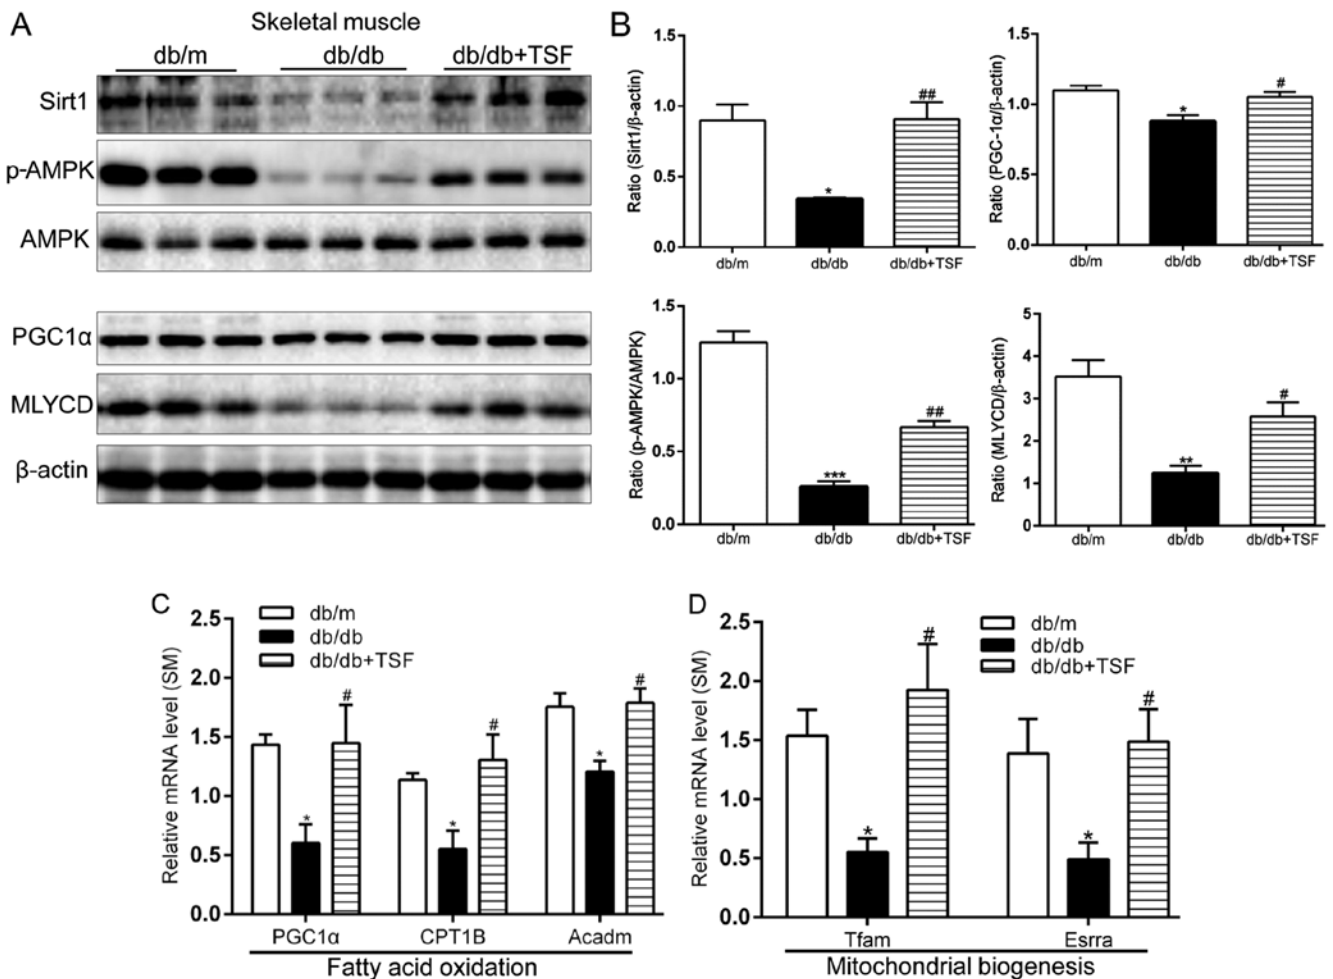 A
Skeletal muscle
db/m db/db db/db+TSF
Sirt1
p-AMPK
AMPK
PGC1α
MLYCD
β-actin
B
Ratio (Sirt1/β-actin)
1.5
1.0
0.5
0.0
*
##
db/m db/db db/db+TSF
Ratio (PGC-1α/β-actin)
1.5
1.0
0.5
0.0
*
#
db/m db/db db/db+TSF
Ratio (p-AMPK/AMPK)
1.5
1.0
0.5
0.0
***
##
db/m db/db db/db+TSF
Ratio (MLYCD/β-actin)
5
4
3
2
1
0
**
#
db/m db/db db/db+TSF
C
db/m
db/db
db/db+TSF
Relative mRNA level (SM)
2.5
2.0
1.5
1.0
0.5
0.0
* # * # * #
PGC1α CPT1B Acadm
Fatty acid oxidation
D
db/m
db/db
db/db+TSF
Relative mRNA level (SM)
2.5
2.0
1.5
1.0
0.5
0.0
* # * #
Tfam Esrra
Mitochondrial biogenesis